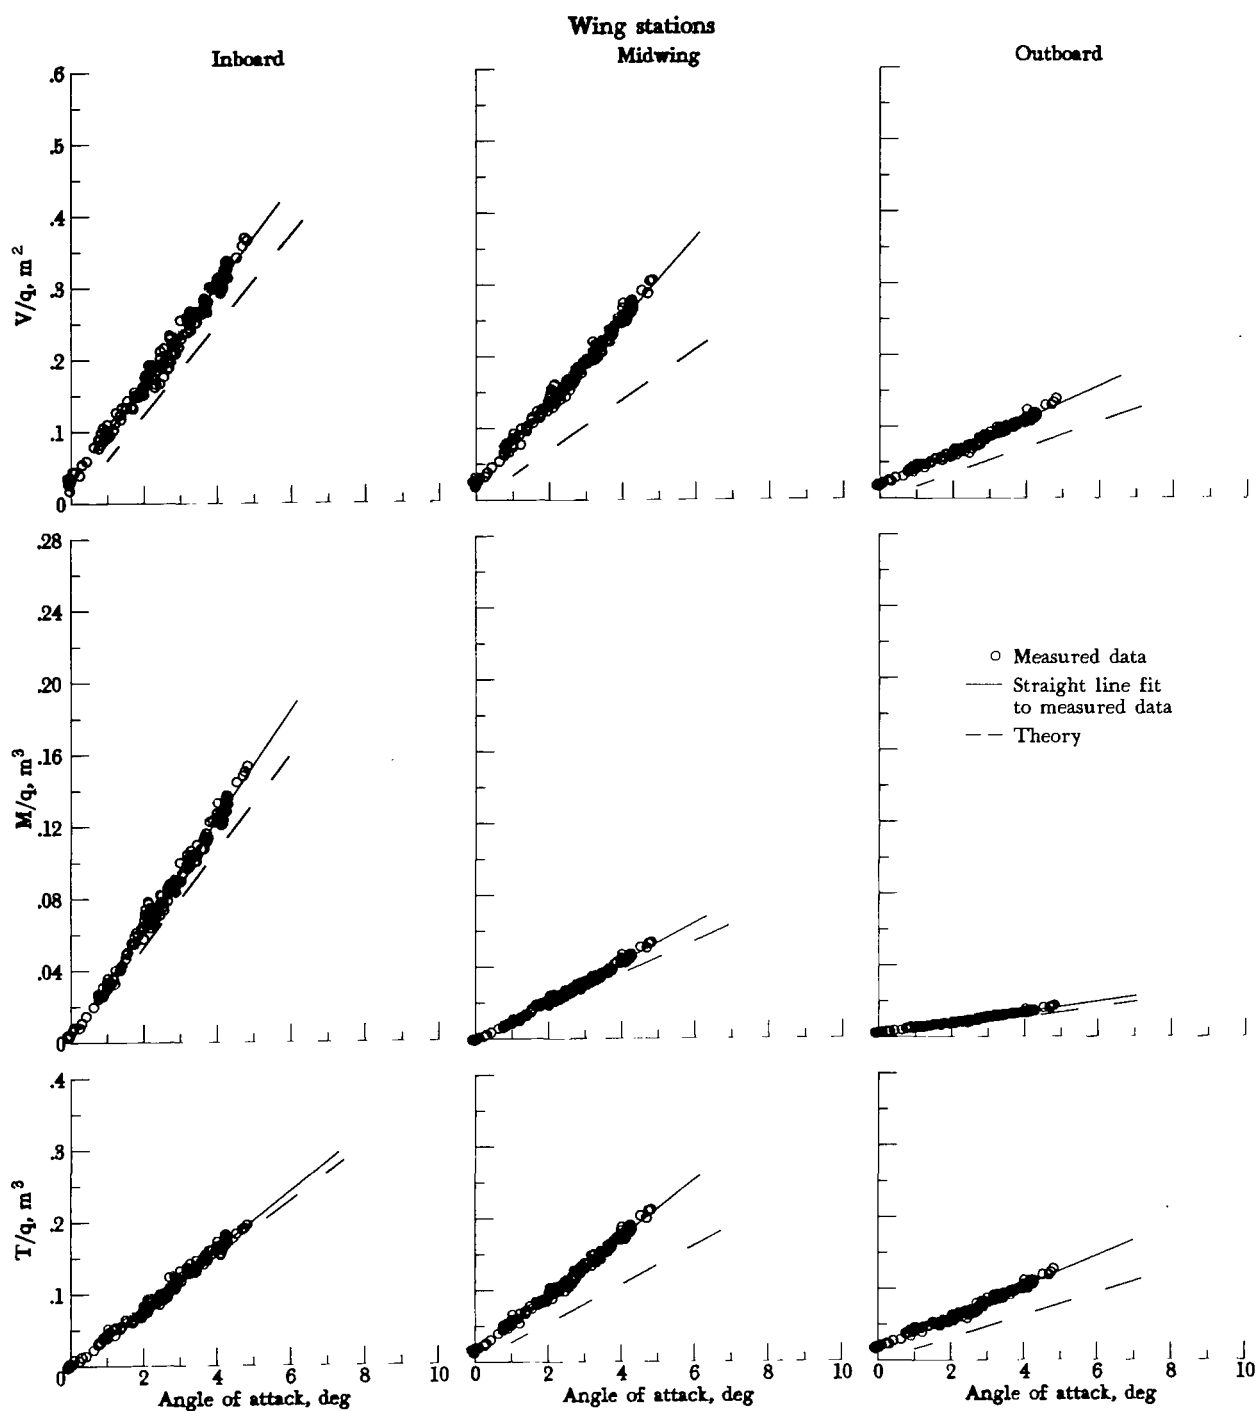 Wing stations
Inboard
Midwing
Outboard
.6
.5
.4
.3
.2
.1
0
V/q, m²
.28
.24
.20
.16
.12
.08
.04
0
M/q, m³
○ Measured data
— Straight line fit
to measured data
– – Theory
.4
.3
.2
.1
T/q, m³
0 2 4 6 8 10
Angle of attack, deg
0 2 4 6 8 10
Angle of attack, deg
0 2 4 6 8 10
Angle of attack, deg